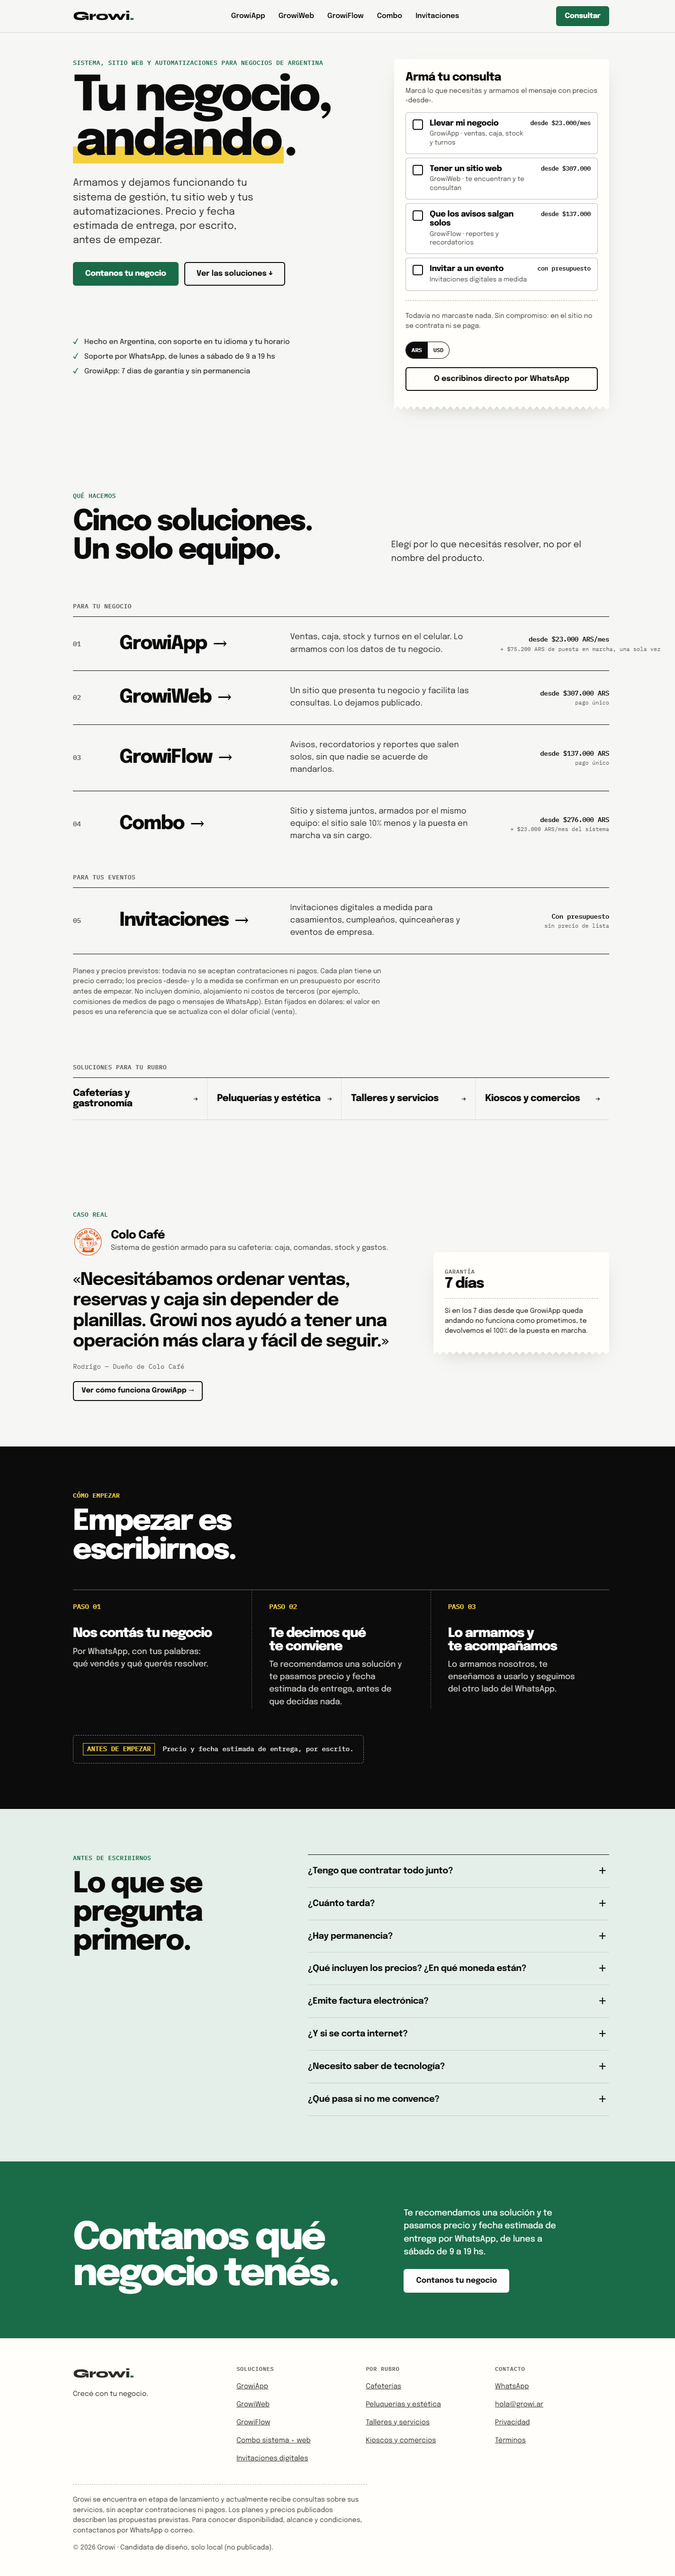 Growi.
GrowiApp GrowiWeb GrowiFlow Combo Invitaciones
Consultar
SISTEMA, SITIO WEB Y AUTOMATIZACIONES PARA NEGOCIOS DE ARGENTINA
Tu negocio,
andando.
Armamos y dejamos funcionando tu
sistema de gestión, tu sitio web y tus
automatizaciones. Precio y fecha
estimada de entrega, por escrito,
antes de empezar.
Contanos tu negocio
Ver las soluciones ↓
✓ Hecho en Argentina, con soporte en tu idioma y tu horario
✓ Soporte por WhatsApp, de lunes a sábado de 9 a 19 hs
✓ GrowiApp: 7 días de garantía y sin permanencia
Armá tu consulta
Marcá lo que necesitás y armamos el mensaje con precios
«desde».
Llevar mi negocio desde $23.000/mes
GrowiApp · ventas, caja, stock
y turnos
Tener un sitio web desde $307.000
GrowiWeb · te encuentran y te
consultan
Que los avisos salgan desde $137.000
solos
GrowiFlow · reportes y
recordatorios
Invitar a un evento con presupuesto
Invitaciones digitales a medida
Todavía no marcaste nada. Sin compromiso: en el sitio no
se contrata ni se paga.
ARS USD
O escribinos directo por WhatsApp
QUÉ HACEMOS
Cinco soluciones.
Un solo equipo.
Elegí por lo que necesitás resolver, no por el
nombre del producto.
PARA TU NEGOCIO
01 GrowiApp →
Ventas, caja, stock y turnos en el celular. Lo
armamos con los datos de tu negocio.
desde $23.000 ARS/mes
+ $75.200 ARS de puesta en marcha, una sola vez
02 GrowiWeb →
Un sitio que presenta tu negocio y facilita las
consultas. Lo dejamos publicado.
desde $307.000 ARS
pago único
03 GrowiFlow →
Avisos, recordatorios y reportes que salen
solos, sin que nadie se acuerde de
mandarlos.
desde $137.000 ARS
pago único
04 Combo →
Sitio y sistema juntos, armados por el mismo
equipo: el sitio sale 10% menos y la puesta en
marcha va sin cargo.
desde $276.000 ARS
+ $23.000 ARS/mes del sistema
PARA TUS EVENTOS
05 Invitaciones →
Invitaciones digitales a medida para
casamientos, cumpleaños, quinceañeras y
eventos de empresa.
Con presupuesto
sin precio de lista
Planes y precios previstos: todavía no se aceptan contrataciones ni pagos. Cada plan tiene un
precio cerrado; los precios «desde» y lo a medida se confirman en un presupuesto por escrito
antes de empezar. No incluyen dominio, alojamiento ni costos de terceros (por ejemplo,
comisiones de medios de pago o mensajes de WhatsApp). Están fijados en dólares: el valor en
pesos es una referencia que se actualiza con el dólar oficial (venta).
SOLUCIONES PARA TU RUBRO
Cafeterías y
gastronomía →
Peluquerías y estética →
Talleres y servicios →
Kioscos y comercios →
CASO REAL
COLO CAFÉ
Colo Café
Sistema de gestión armado para su cafetería: caja, comandas, stock y gastos.
«Necesitábamos ordenar ventas,
reservas y caja sin depender de
planillas. Growi nos ayudó a tener una
operación más clara y fácil de seguir.»
Rodrigo — Dueño de Colo Café
Ver cómo funciona GrowiApp →
GARANTÍA
7 días
Si en los 7 días desde que GrowiApp queda
andando no funciona como prometimos, te
devolvemos el 100% de la puesta en marcha.
CÓMO EMPEZAR
Empezar es
escribirnos.
PASO 01
Nos contás tu negocio
Por WhatsApp, con tus palabras:
qué vendés y qué querés resolver.
PASO 02
Te decimos qué
te conviene
Te recomendamos una solución y
te pasamos precio y fecha
estimada de entrega, antes de
que decidas nada.
PASO 03
Lo armamos y
te acompañamos
Lo armamos nosotros, te
enseñamos a usarlo y seguimos
del otro lado del WhatsApp.
ANTES DE EMPEZAR Precio y fecha estimada de entrega, por escrito.
ANTES DE ESCRIBIRNOS
Lo que se
pregunta
primero.
¿Tengo que contratar todo junto? +
¿Cuánto tarda? +
¿Hay permanencia? +
¿Qué incluyen los precios? ¿En qué moneda están? +
¿Emite factura electrónica? +
¿Y si se corta internet? +
¿Necesito saber de tecnología? +
¿Qué pasa si no me convence? +
Contanos qué
negocio tenés.
Te recomendamos una solución y te
pasamos precio y fecha estimada de
entrega por WhatsApp, de lunes a
sábado de 9 a 19 hs.
Contanos tu negocio
Growi.
Crecé con tu negocio.
SOLUCIONES
GrowiApp
GrowiWeb
GrowiFlow
Combo sistema + web
Invitaciones digitales
POR RUBRO
Cafeterías
Peluquerías y estética
Talleres y servicios
Kioscos y comercios
CONTACTO
WhatsApp
hola@growi.ar
Privacidad
Términos
Growi se encuentra en etapa de lanzamiento y actualmente recibe consultas sobre sus
servicios, sin aceptar contrataciones ni pagos. Los planes y precios publicados
describen las propuestas previstas. Para conocer disponibilidad, alcance y condiciones,
contactanos por WhatsApp o correo.
© 2026 Growi · Candidata de diseño, solo local (no publicada).